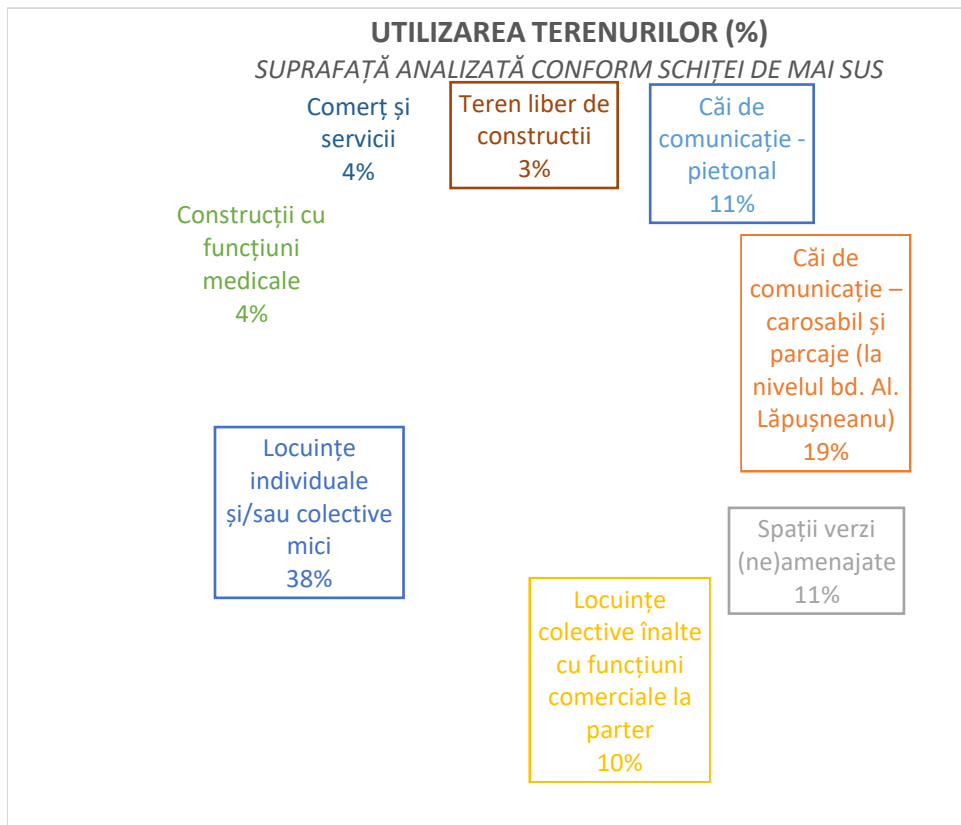 UTILIZAREA TERENURILOR (%)
SUPRAFAȚĂ ANALIZATĂ CONFORM SCHIȚEI DE MAI SUS
Comerț și
servicii
4%
Teren liber de
constructii
3%
Căi de
comunicație -
pietonal
11%
Construcții cu
funcțiuni
medicale
4%
Căi de
comunicație –
carosabil și
parcaje (la
nivelul bd. Al.
Lăpușneanu)
19%
Locuințe
individuale
și/sau colective
mici
38%
Spații verzi
(ne)amenajate
11%
Locuințe
colective înalte
cu funcțiuni
comerciale la
parter
10%